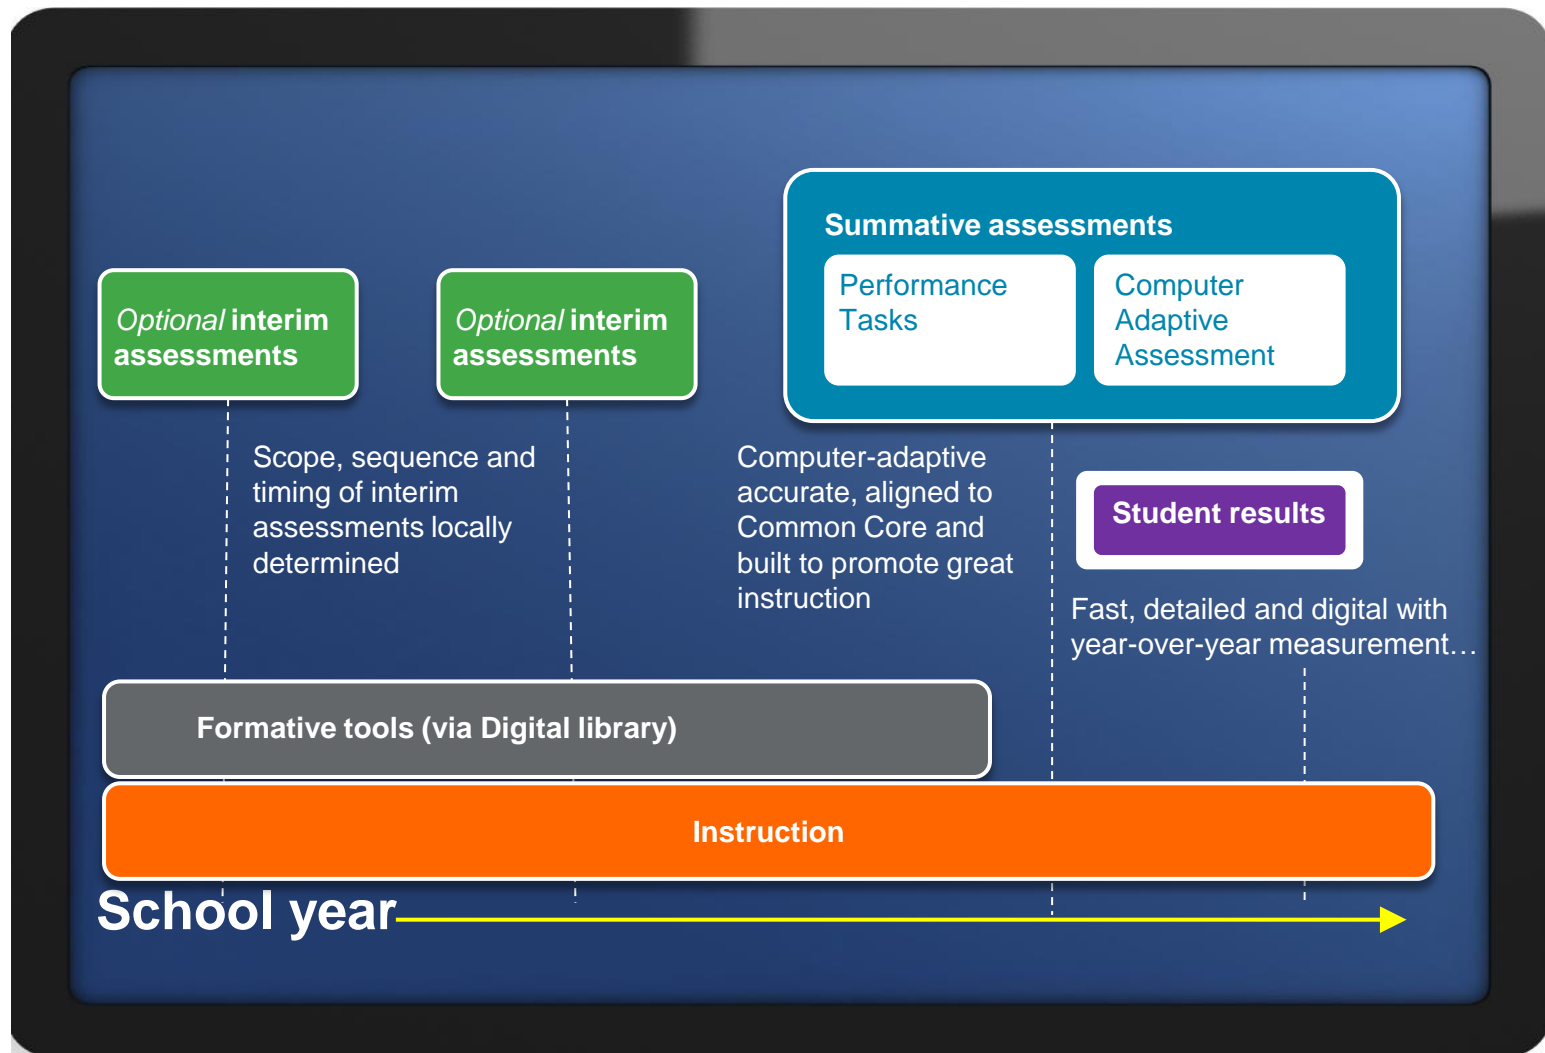 Summative assessments
Performance
Tasks
Computer
Adaptive
Assessment
Optional interim
assessments
Optional interim
assessments
Scope, sequence and
timing of interim
assessments locally
determined
Computer-adaptive
accurate, aligned to
Common Core and
built to promote great
instruction
Student results
Fast, detailed and digital with
year-over-year measurement…
Formative tools (via Digital library)
Instruction
School year